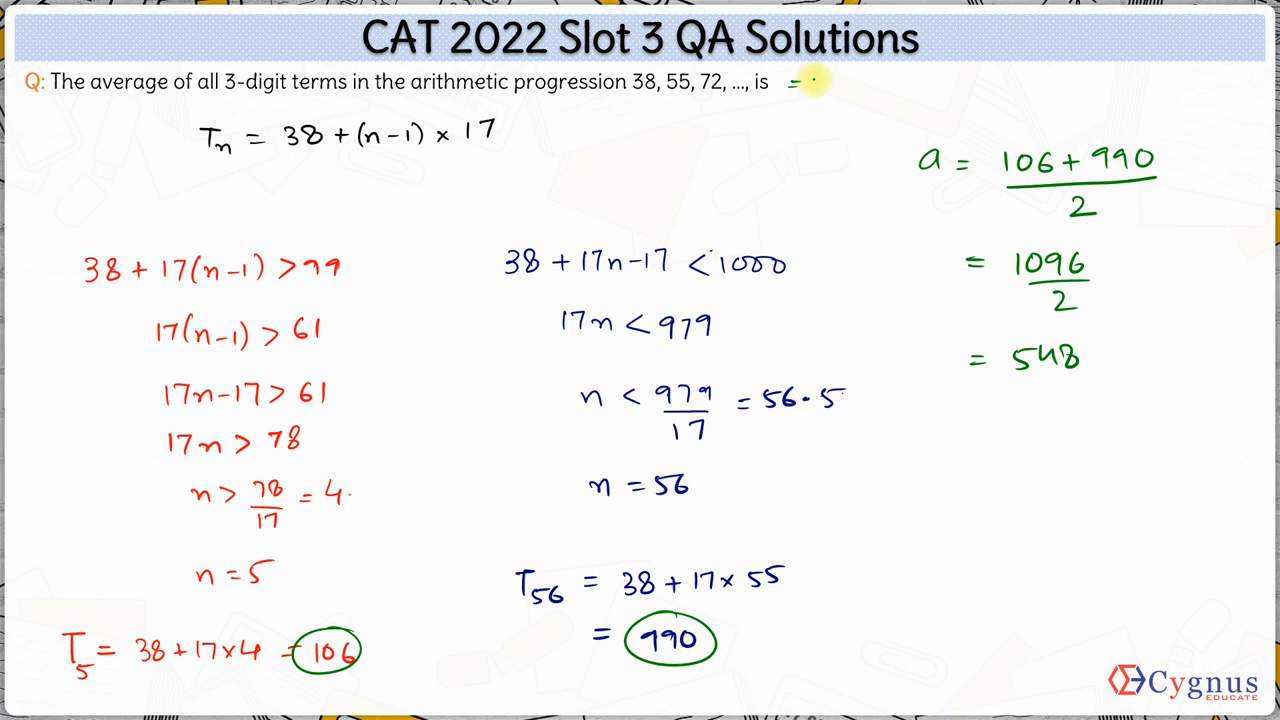 CAT 2022 Slot 3 QA Solutions
Q: The average of all 3-digit terms in the arithmetic progression 38, 55, 72, ..., is =
Tn = 38 + (n-1) × 17
38 + 17(n-1) > 99
17(n-1) > 61
17n-17 > 61
17n > 78
n > 78/17 = 4.
n = 5
T5 = 38 + 17 × 4 = 106
38 + 17n-17 < 1000
17n < 979
n < 979/17 = 56.5
n = 56
T56 = 38 + 17 × 55
= 990
a = 106 + 990/2
= 1096/2
= 548
Cygnus
EDUCATE